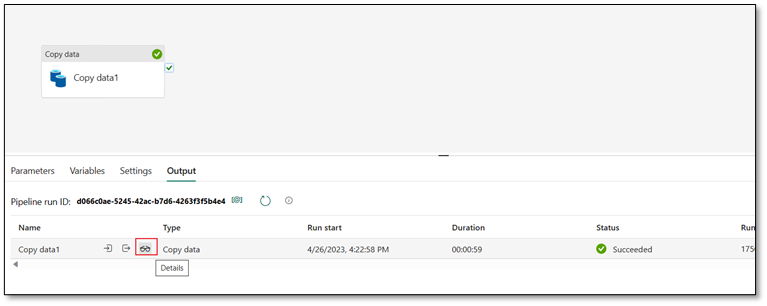 Copy data
Copy data1
Parameters Variables Settings Output
Pipeline run ID: d066c0ae-5245-42ac-b7d6-4263f3f5b4e4
Name Type Run start Duration Status Run
Copy data1 Copy data 4/26/2023, 4:22:58 PM 00:00:59 Succeeded 1756
Details